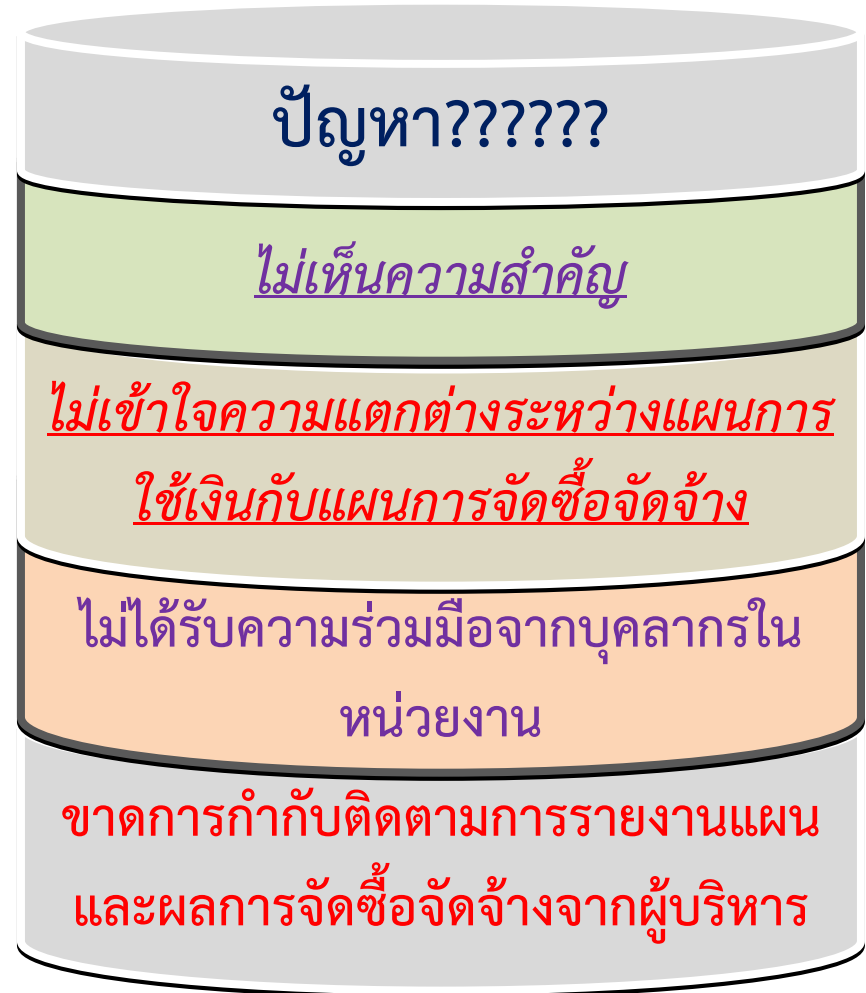 ปัญหา??????
ไม่เห็นความสำคัญ
ไม่เข้าใจความแตกต่างระหว่างแผนการ
ใช้เงินกับแผนการจัดซื้อจัดจ้าง
ไม่ได้รับความร่วมมือจากบุคลากรใน
หน่วยงาน
ขาดการกำกับติดตามการรายงานแผน
และผลการจัดซื้อจัดจ้างจากผู้บริหาร